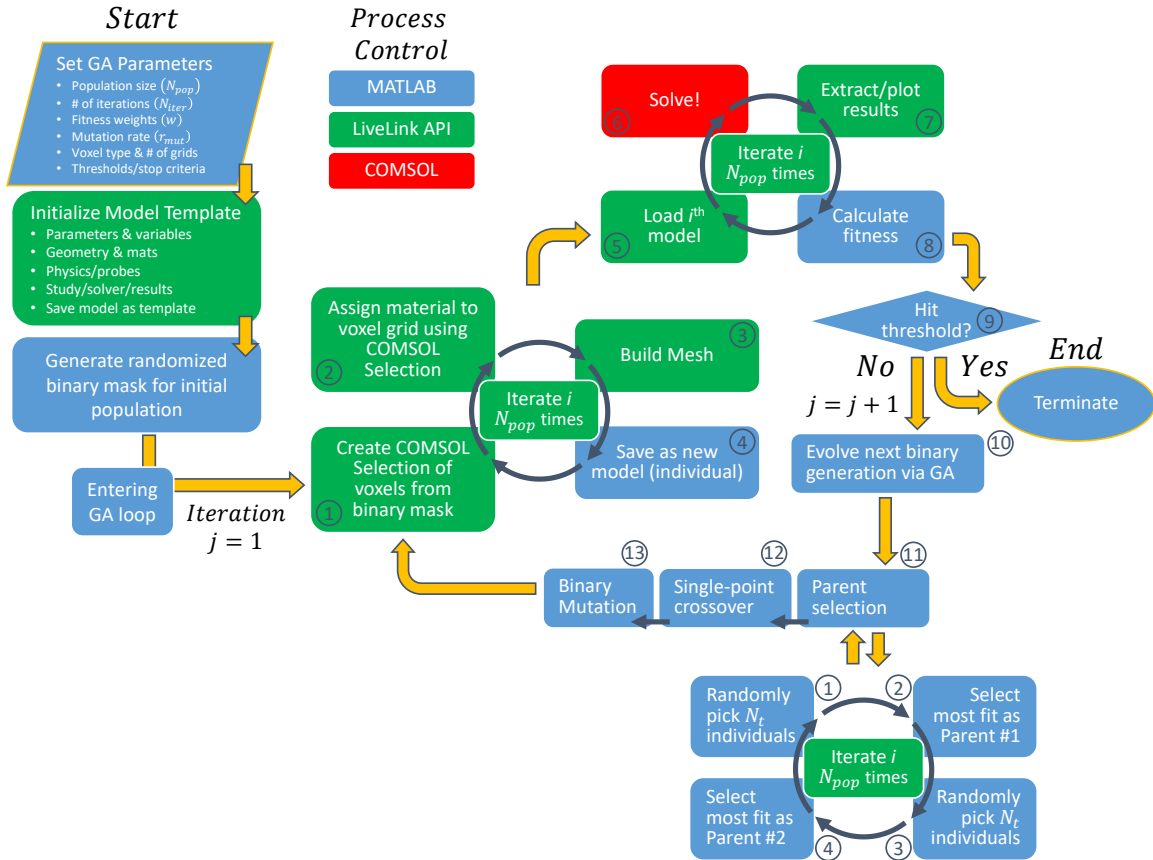 Start
Set GA Parameters
• Population size (N_pop)
• # of iterations (N_iter)
• Fitness weights (w)
• Mutation rate (r_mut)
• Voxel type & # of grids
• Thresholds/stop criteria
Initialize Model Template
• Parameters & variables
• Geometry & mats
• Physics/probes
• Study/solver/results
• Save model as template
Generate randomized
binary mask for initial
population
Entering
GA loop
Iteration
j = 1
Process
Control
MATLAB
LiveLink API
COMSOL
Create COMSOL
Selection of
voxels from
binary mask
1
Assign material to
voxel grid using
COMSOL
Selection
2
Build Mesh
3
Save as new
model (individual)
4
Iterate i
N_pop times
Load i^th
model
5
Solve!
6
Extract/plot
results
7
Calculate
fitness
8
Iterate i
N_pop times
Hit
threshold?
9
No
j = j + 1
Yes
End
Terminate
10
Evolve next binary
generation via GA
11
Parent
selection
12
Single-point
crossover
13
Binary
Mutation
1
Randomly
pick N_t
individuals
2
Select
most fit as
Parent #1
Iterate i
N_pop times
Randomly
pick N_t
individuals
3
Select
most fit as
Parent #2
4